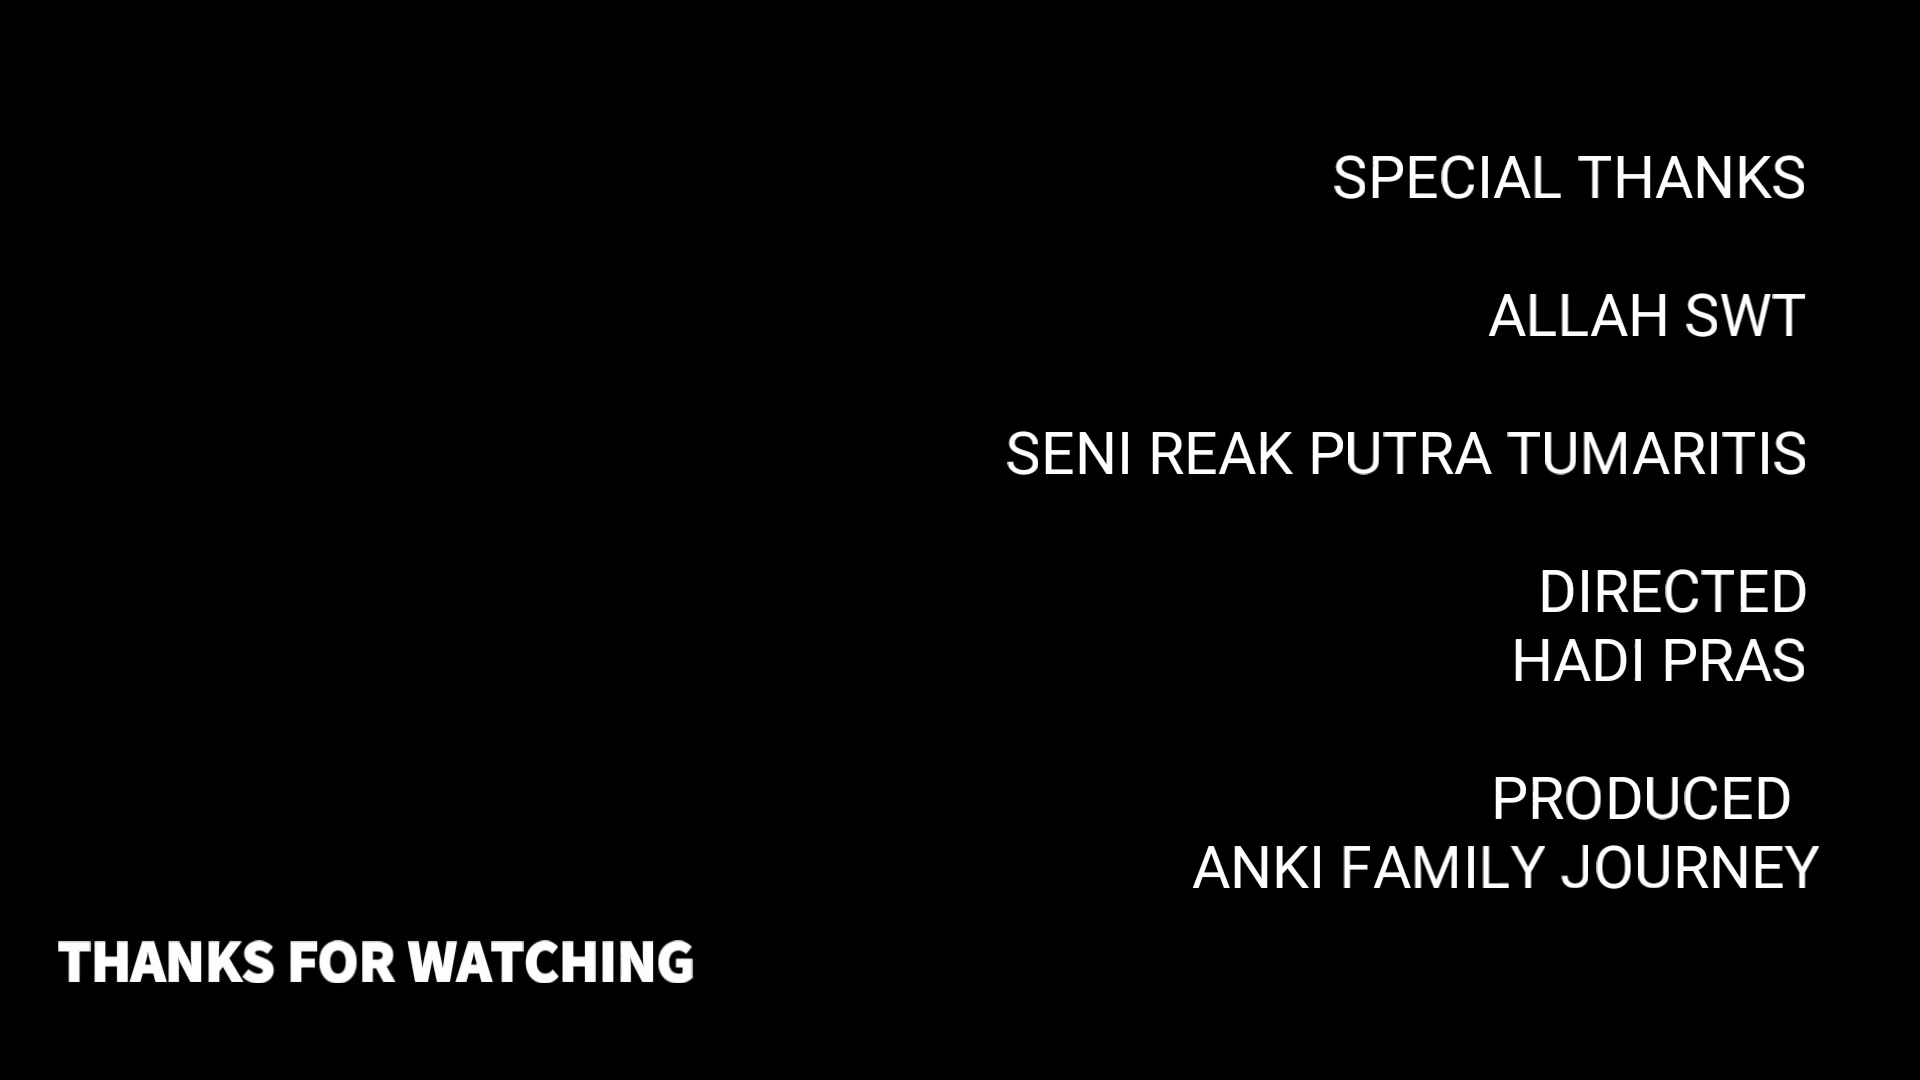 SPECIAL THANKS
ALLAH SWT
SENI REAK PUTRA TUMARITIS
DIRECTED
HADI PRAS
PRODUCED
ANKI FAMILY JOURNEY
THANKS FOR WATCHING